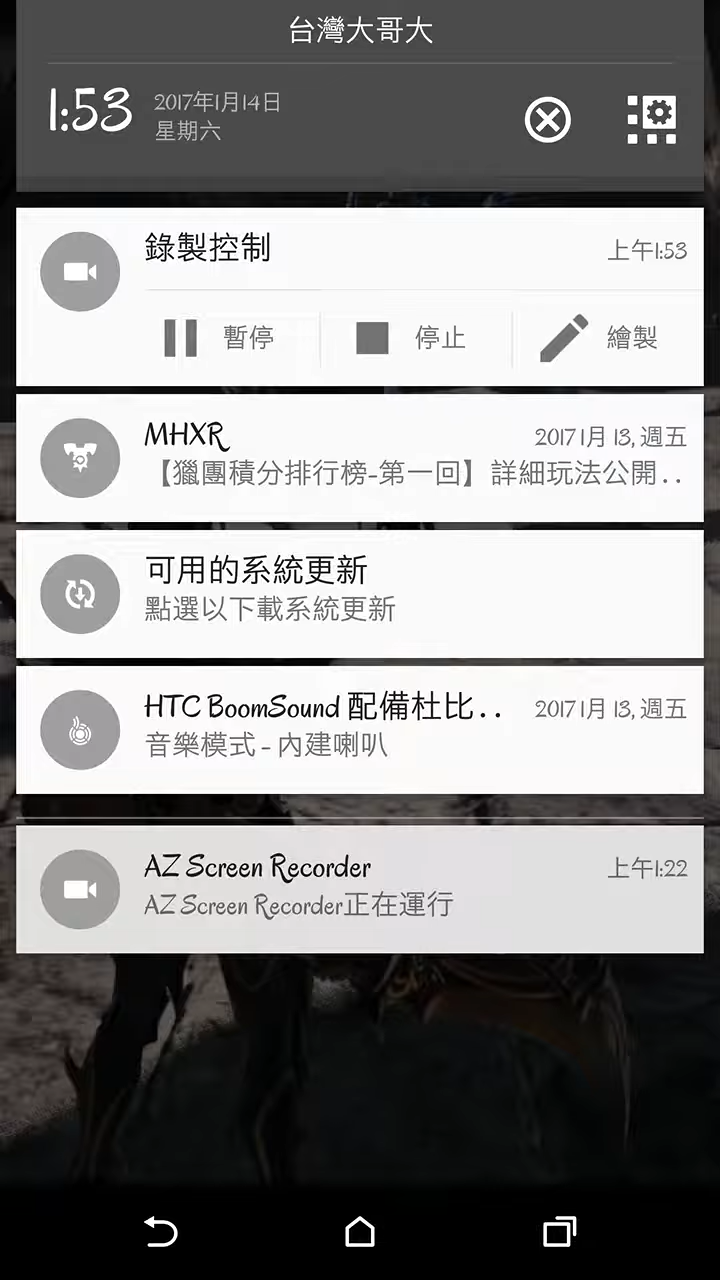 台灣大哥大
1:53
2017年1月14日
星期六
錄製控制
上午1:53
暫停
停止
繪製
MHXR
2017 1月 13, 週五
【獵團積分排行榜-第一回】詳細玩法公開..
可用的系統更新
點選以下載系統更新
HTC BoomSound 配備杜比..
2017 1月 13, 週五
音樂模式 - 內建喇叭
AZ Screen Recorder
上午1:22
AZ Screen Recorder正在運行